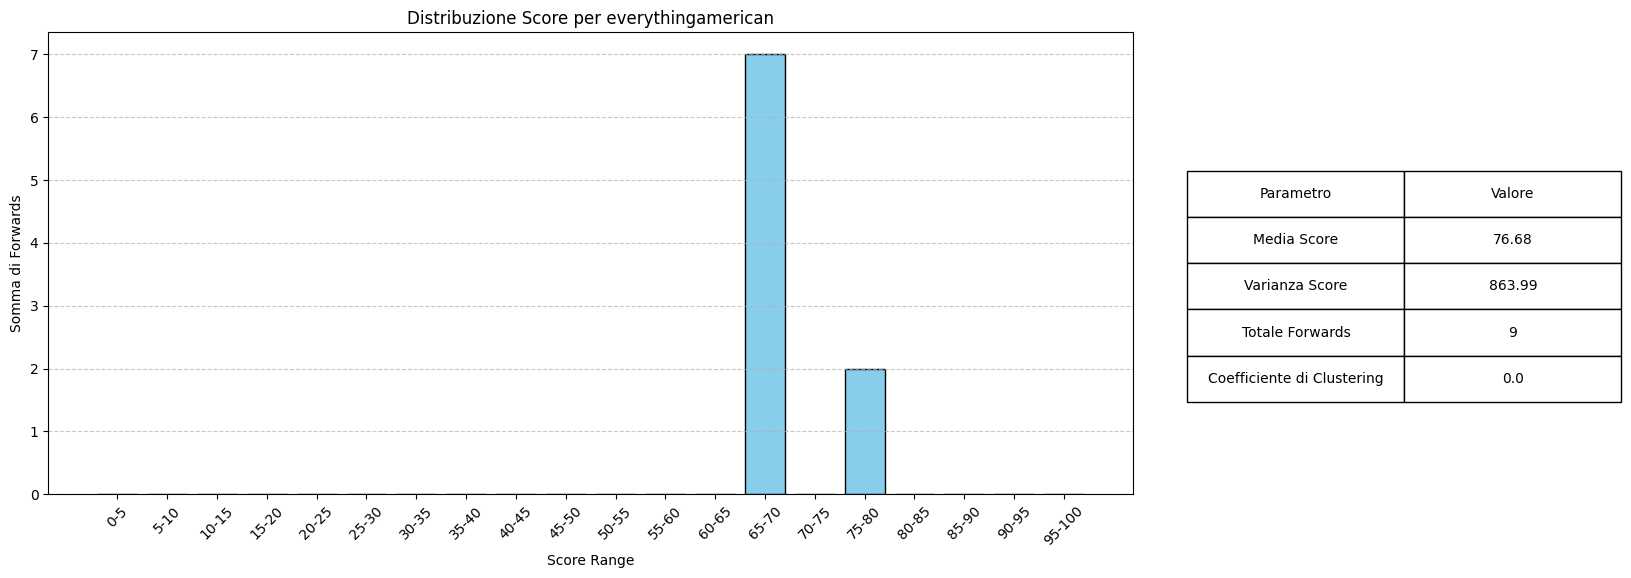 Distribuzione Score per everythingamerican
Somma di Forwards
7
6
5
4
3
2
1
0
0-5 5-10 10-15 15-20 20-25 25-30 30-35 35-40 40-45 45-50 50-55 55-60 60-65 65-70 70-75 75-80 80-85 85-90 90-95 95-100
Score Range
Parametro Valore
Media Score 76.68
Varianza Score 863.99
Totale Forwards 9
Coefficiente di Clustering 0.0